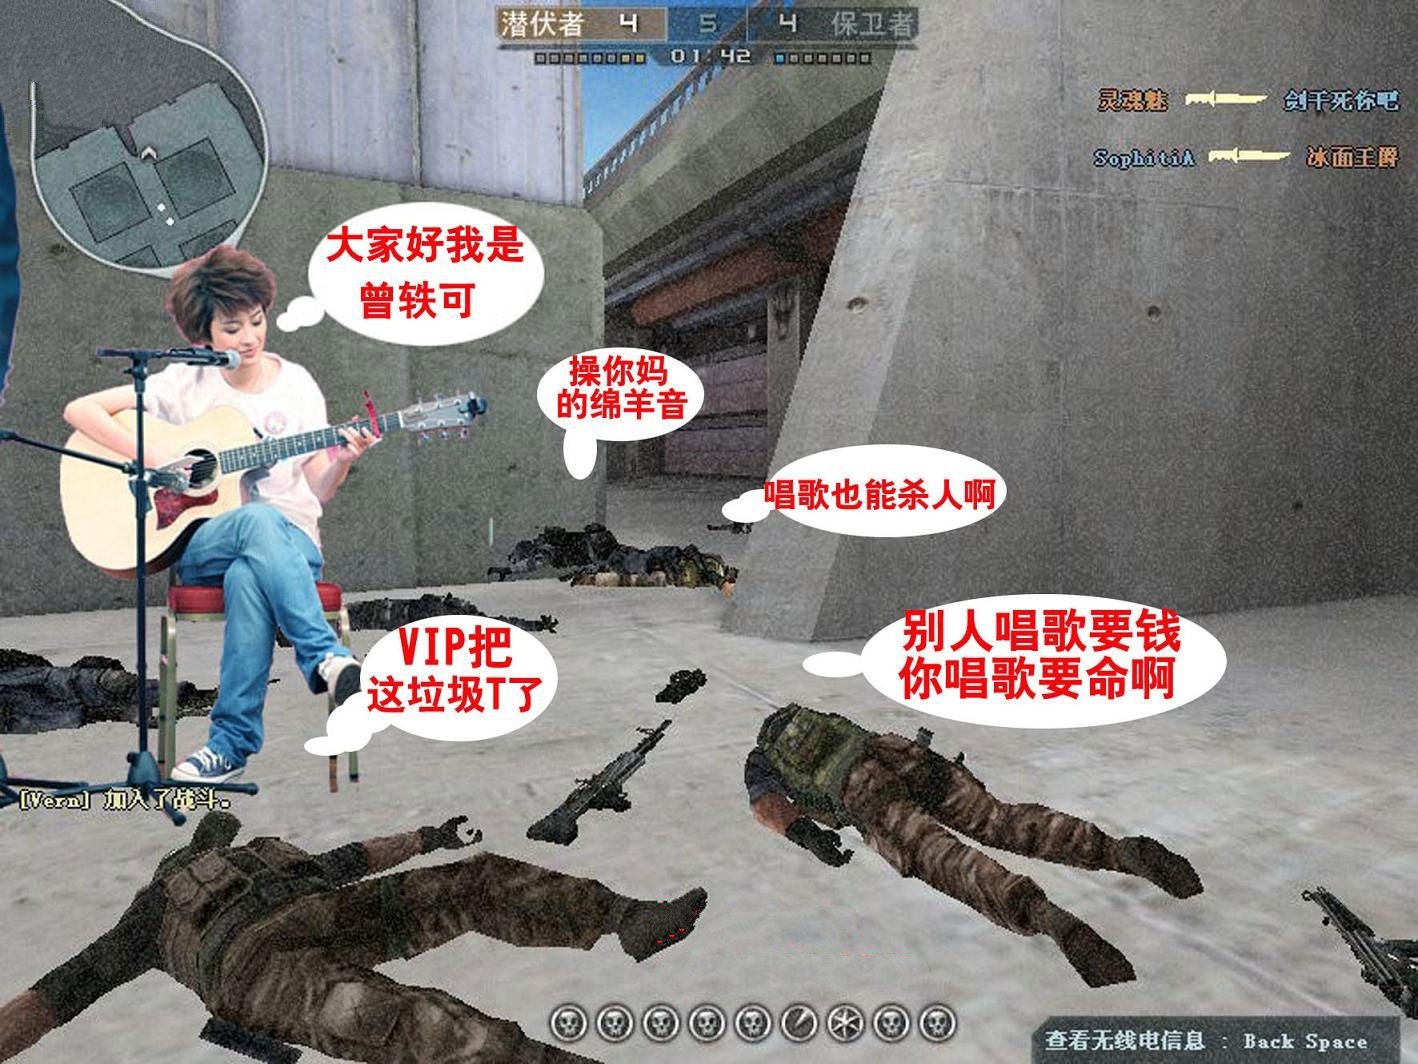 潜伏者 4 5 4 保卫者
01:42
灵魂魅 剑干死你吧
SophitiA 冰面王爵
大家好我是
曾轶可
操你妈
的绵羊音
唱歌也能杀人啊
别人唱歌要钱
你唱歌要命啊
VIP把
这垃圾T了
[Vern] 加入了战斗。
查看无线电信息 : Back Space